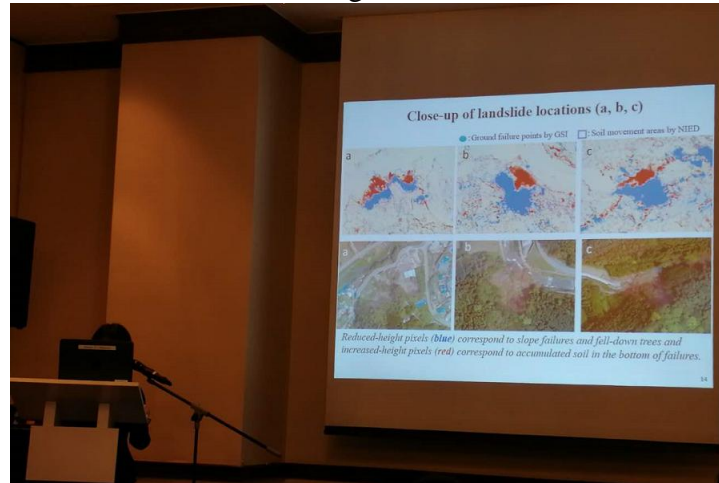 Close-up of landslide locations (a, b, c)
: Ground failure points by GSI : Soil movement areas by NIED
a b c
a b c
Reduced-height pixels (blue) correspond to slope failures and fell-down trees and
increased-height pixels (red) correspond to accumulated soil in the bottom of failures.